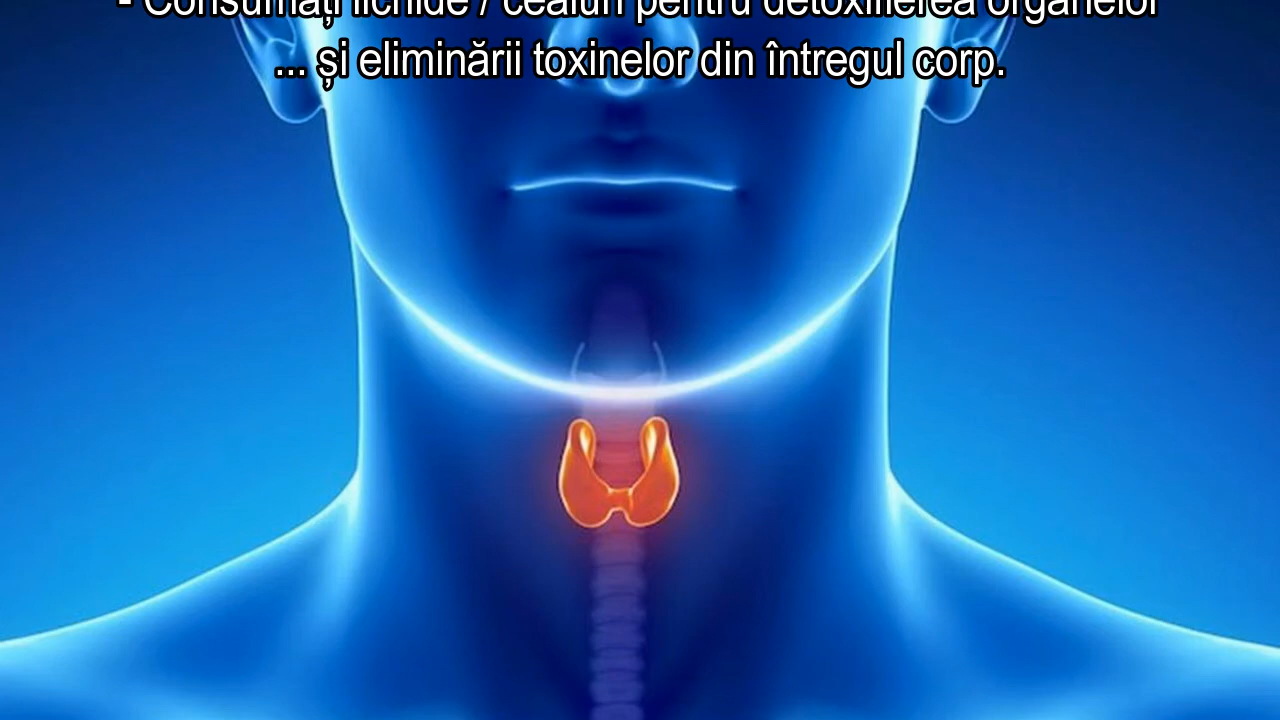 - Consumați lichide / ceaiuri pentru detoxifierea organelor
... și eliminării toxinelor din întregul corp.